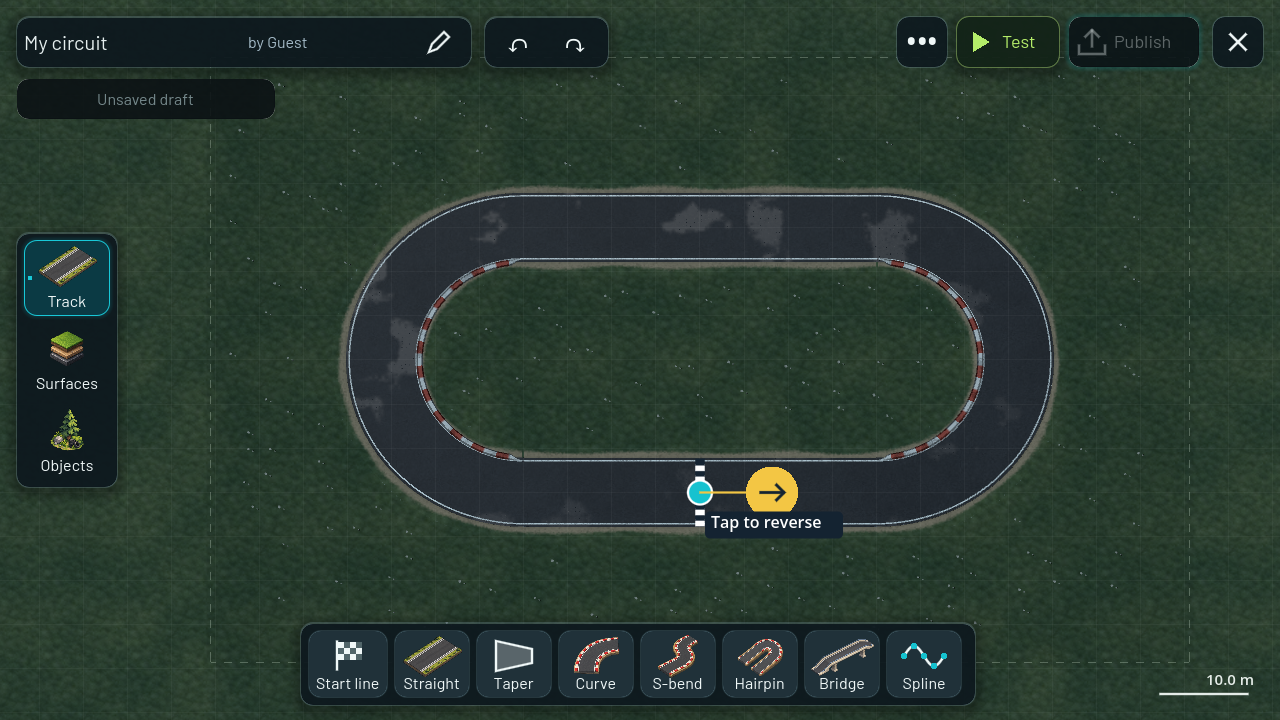 My circuit
by Guest
Test
Publish
Unsaved draft
Track
Surfaces
Objects
Tap to reverse
Start line
Straight
Taper
Curve
S-bend
Hairpin
Bridge
Spline
10.0 m